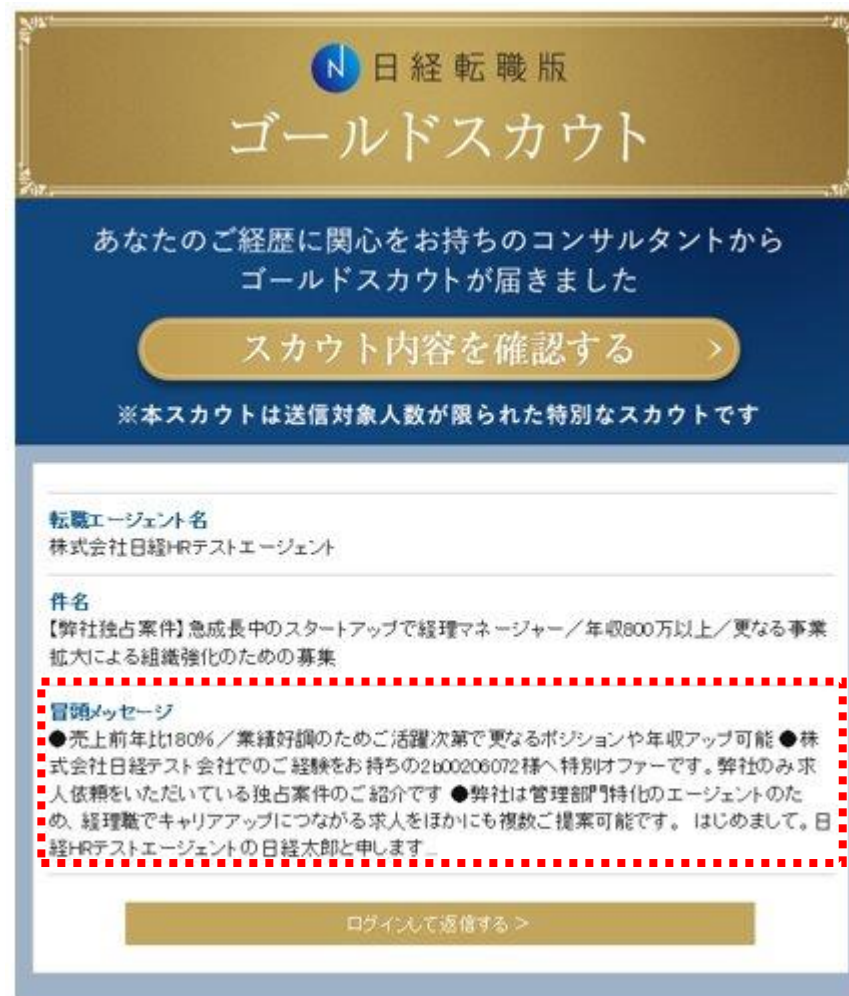 日経転職版
ゴールドスカウト
あなたのご経歴に関心をお持ちのコンサルタントから
ゴールドスカウトが届きました
スカウト内容を確認する >
※本スカウトは送信対象人数が限られた特別なスカウトです
転職エージェント名
株式会社日経HRテストエージェント
件名
【弊社独占案件】急成長中のスタートアップで経理マネージャー／年収800万以上／更なる事業
拡大による組織強化のための募集
冒頭メッセージ
●売上前年比180%／業績好調のためご活躍次第で更なるポジションや年収アップ可能 ●株
式会社日経テスト会社でのご経験をお持ちの2b00206072様へ特別オファーです。弊社のみ求
人依頼をいただいている独占案件のご紹介です ●弊社は管理部門特化のエージェントのた
め、経理職でキャリアアップにつながる求人をほかにも複数ご提案可能です。 はじめまして。日
経HRテストエージェントの日経太郎と申します...
ログインして返信する >